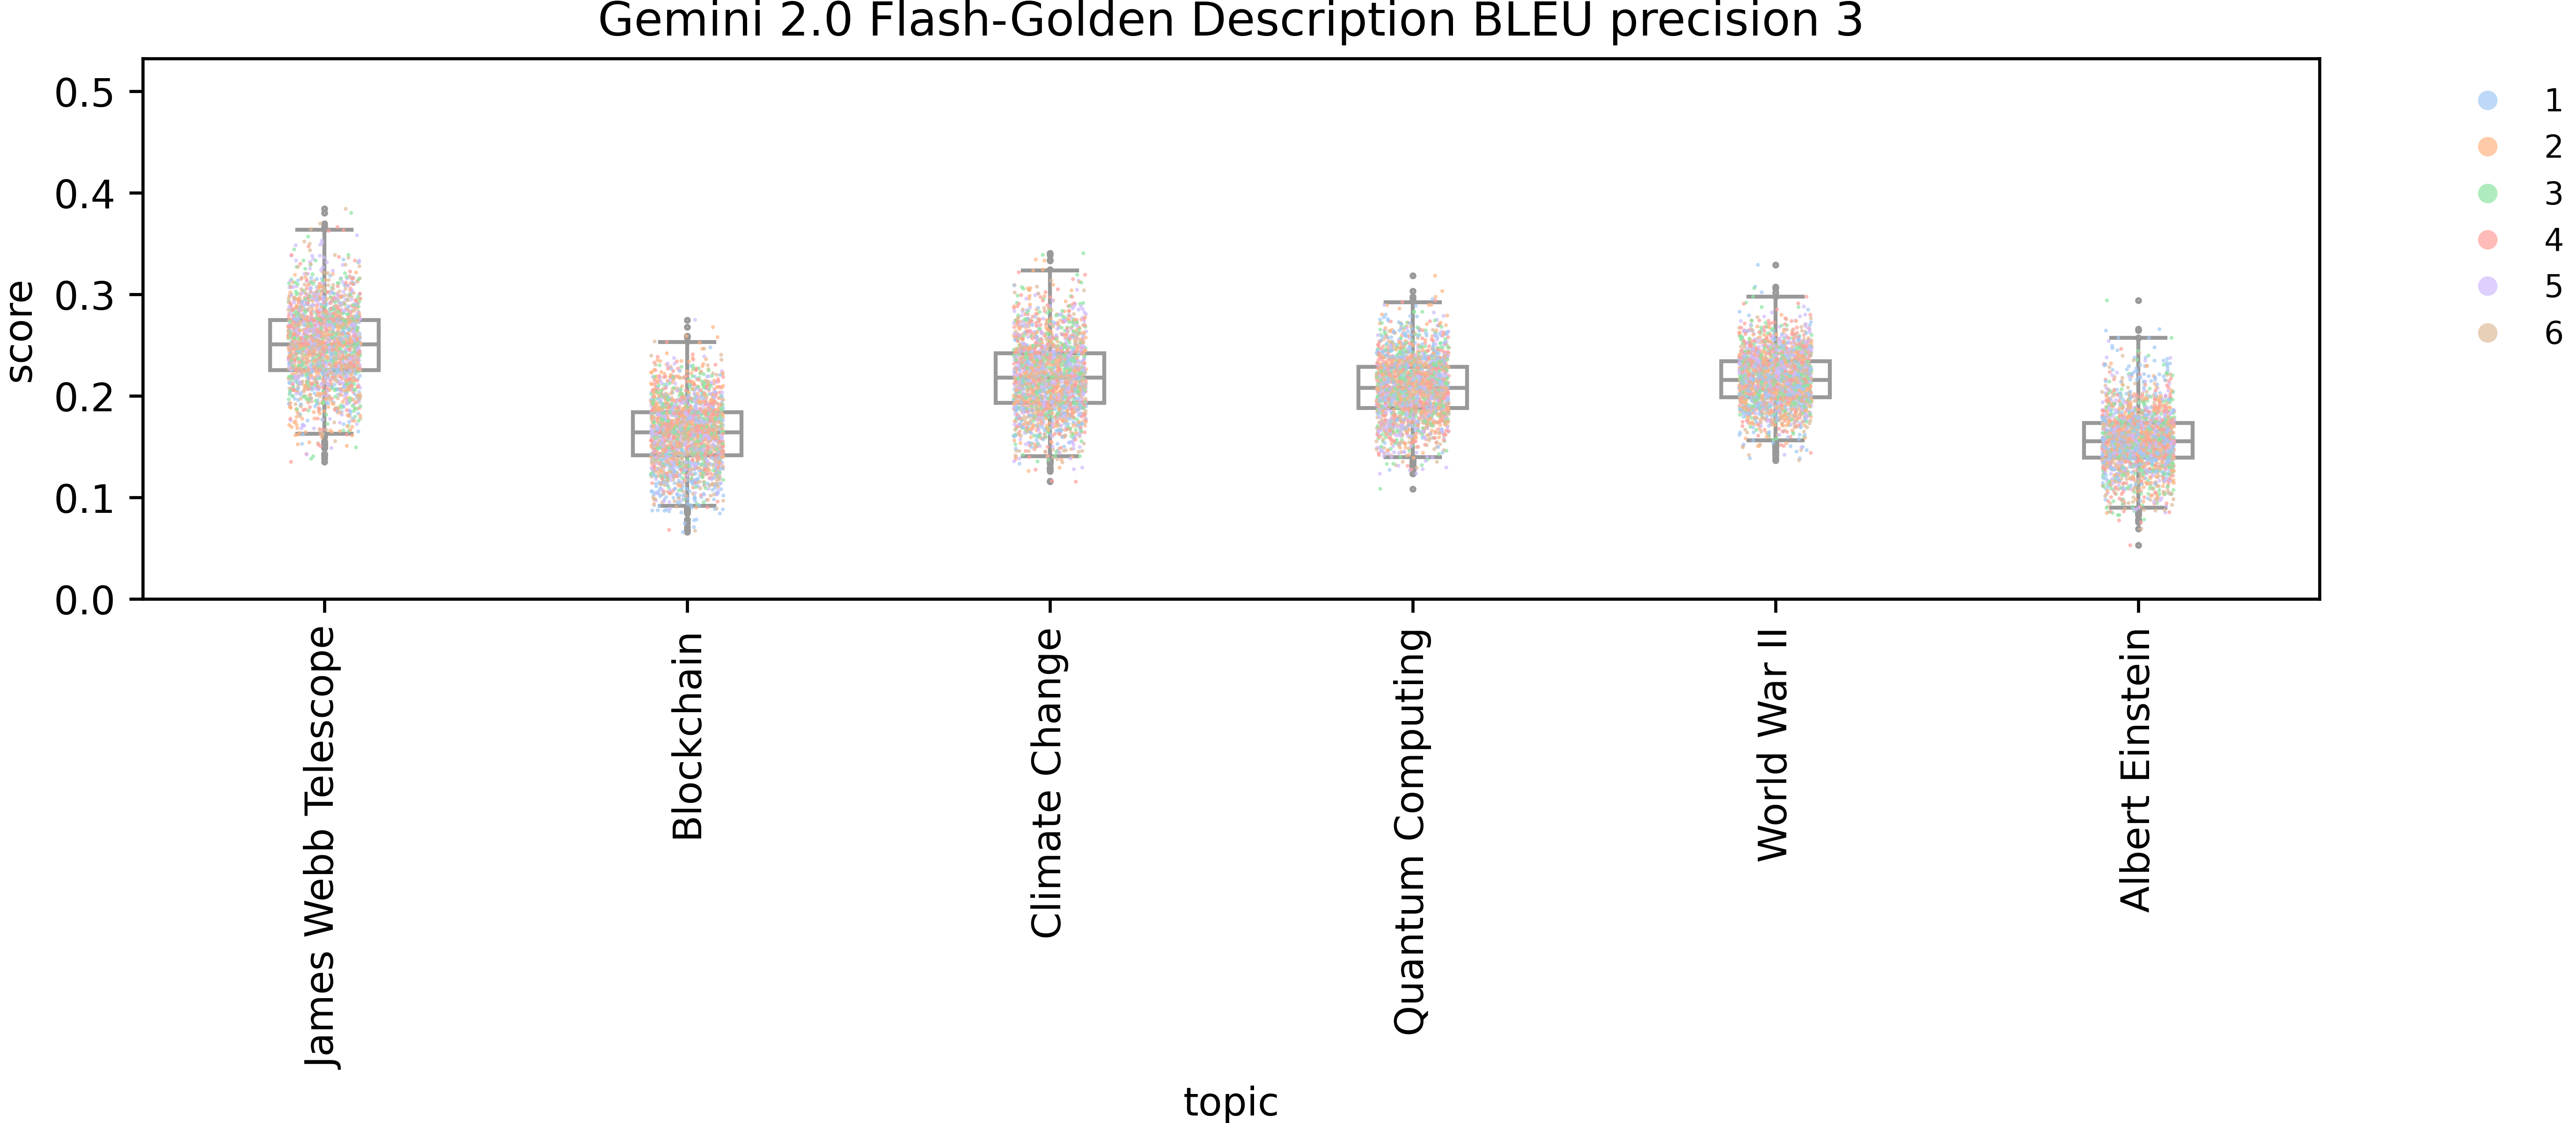 Gemini 2.0 Flash-Golden Description BLEU precision 3
score
0.5
0.4
0.3
0.2
0.1
0.0
James Webb Telescope
Blockchain
Climate Change
Quantum Computing
World War II
Albert Einstein
topic
1
2
3
4
5
6